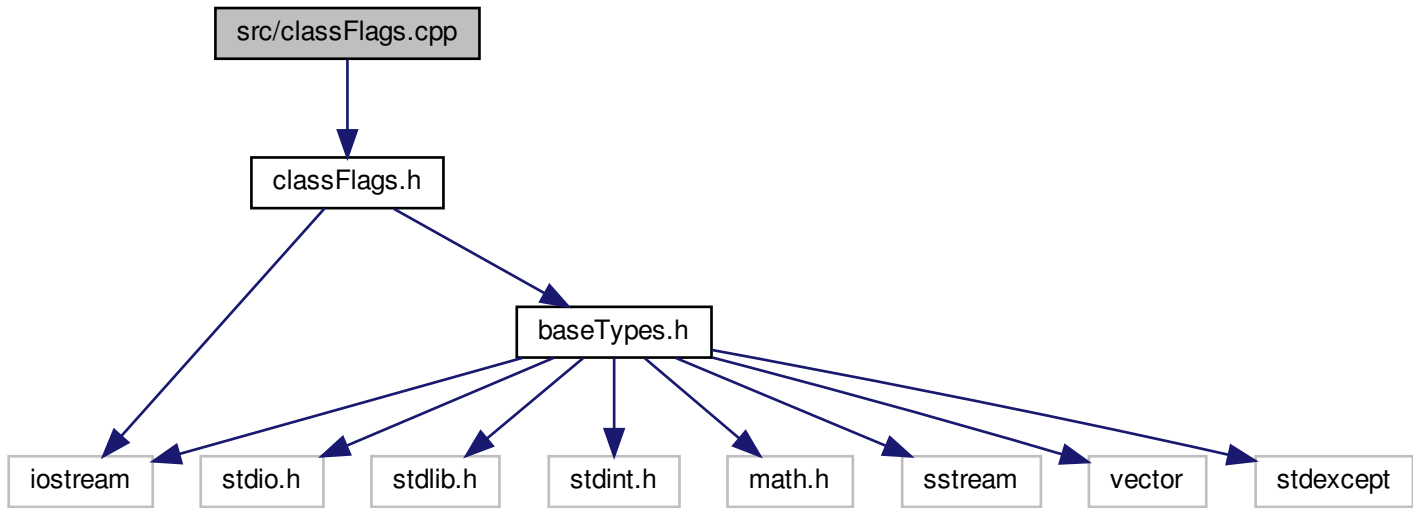 src/classFlags.cpp
classFlags.h
baseTypes.h
iostream
stdio.h
stdlib.h
stdint.h
math.h
sstream
vector
stdexcept